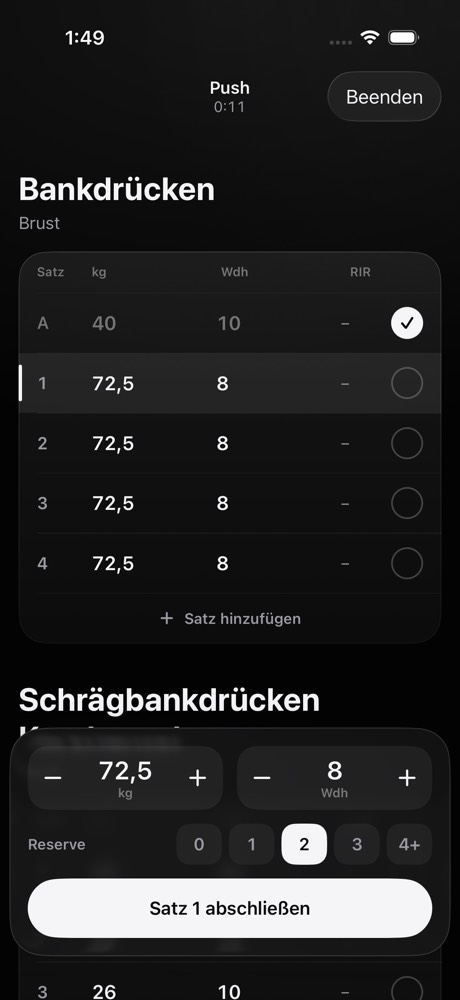 1:49
Push
0:11
Beenden
Bankdrücken
Brust
Satz kg Wdh RIR
A 40 10 –
1 72,5 8 –
2 72,5 8 –
3 72,5 8 –
4 72,5 8 –
+ Satz hinzufügen
Schrägbankdrücken
− 72,5 + − 8 +
kg Wdh
Reserve 0 1 2 3 4+
Satz 1 abschließen
3 26 10 –